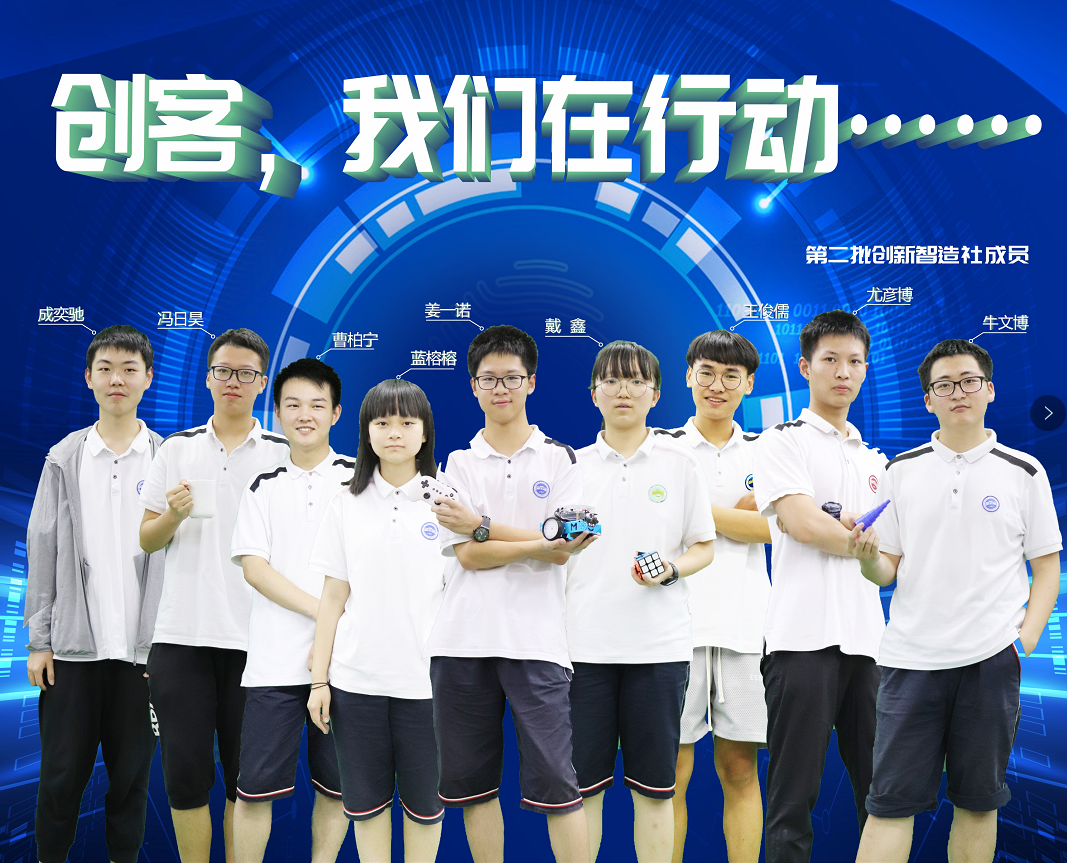 创客，我们在行动······
第二批创新智造社成员
成奕驰
冯日昊
曹柏宁
蓝榕榕
姜一诺
戴 鑫
王俊儒
尤彦博
牛文博
M